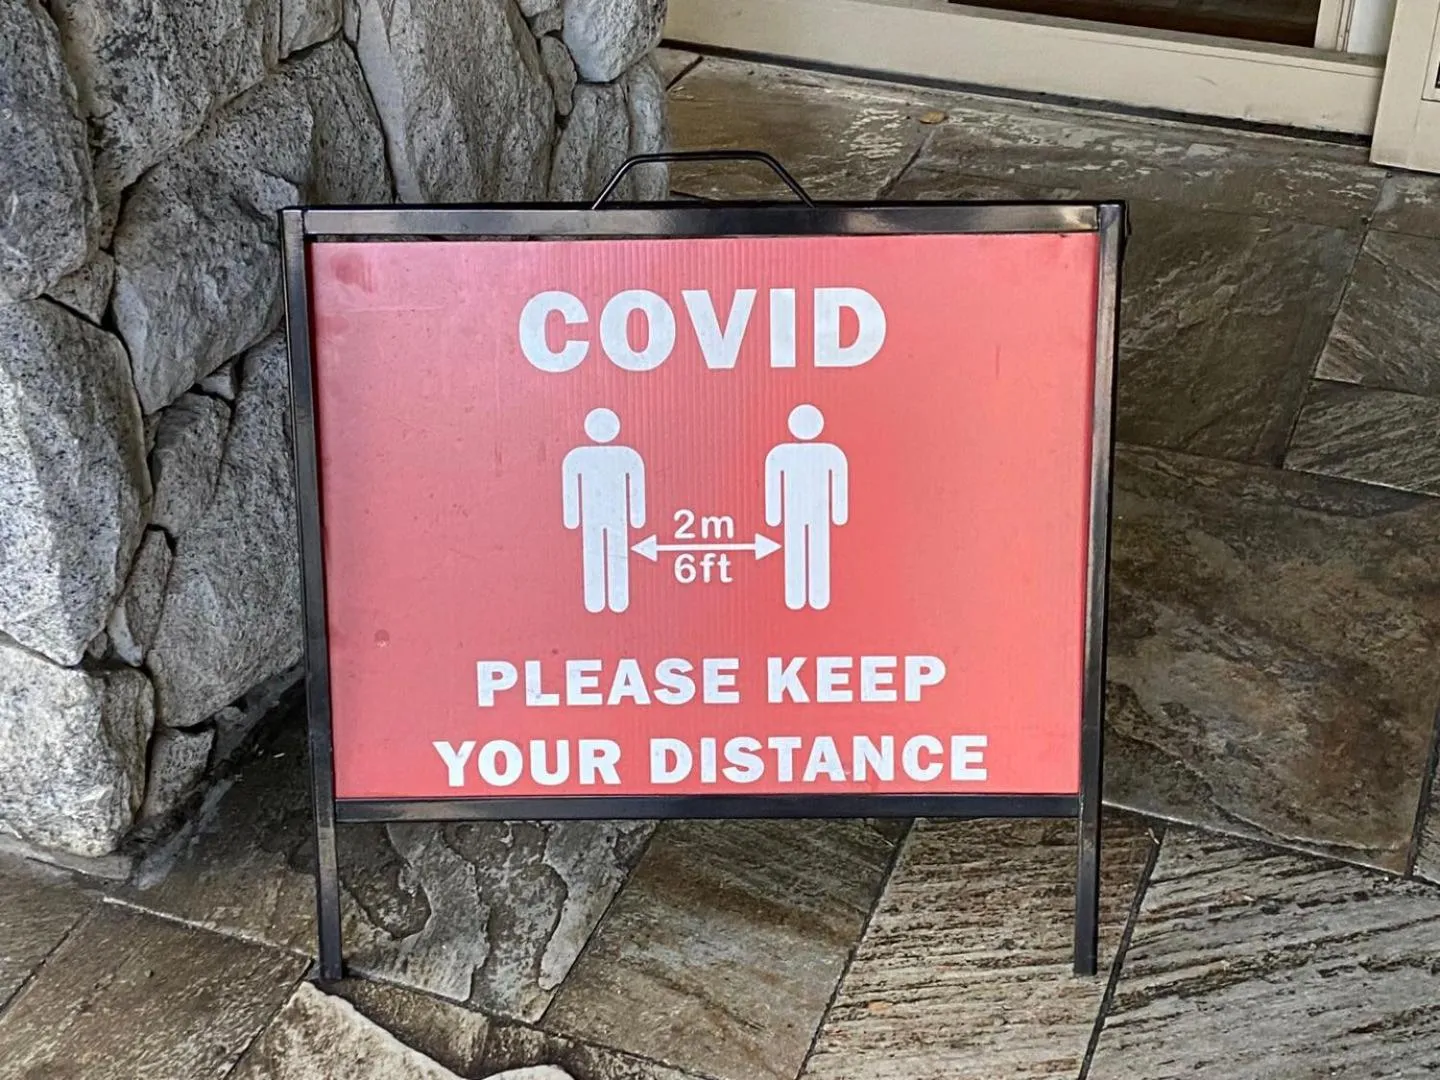 COVID
2m
6ft
PLEASE KEEP
YOUR DISTANCE